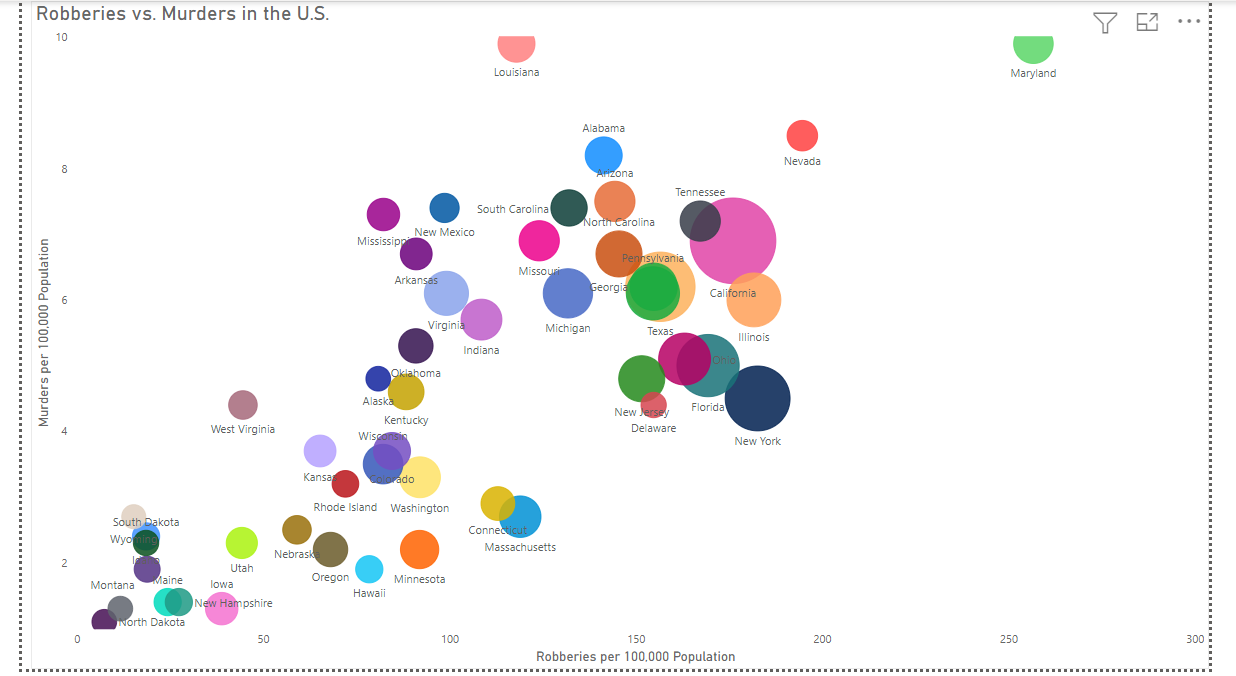 Robberies vs. Murders in the U.S.
10
Louisiana
Maryland
Alabama
Nevada
8
Arizona
Tennessee
South Carolina
North Carolina
New Mexico
Mississippi
Pennsylvania
Missouri
Arkansas
Georgia
California
6
Virginia
Michigan
Texas
Illinois
Indiana
Ohio
Oklahoma
Alaska
Florida
New Jersey
Kentucky
Delaware
West Virginia
4
Wisconsin
New York
Kansas
Colorado
Rhode Island
Washington
South Dakota
Connecticut
Wyoming
Massachusetts
Nebraska
2
Utah
Oregon
Minnesota
Montana
Maine
Iowa
Hawaii
New Hampshire
North Dakota
0
50
100
150
200
250
300
Murders per 100,000 Population
Robberies per 100,000 Population